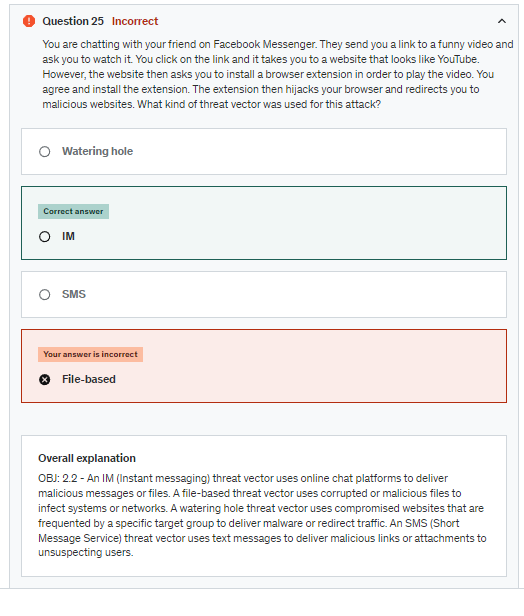 Question 25 Incorrect
You are chatting with your friend on Facebook Messenger. They send you a link to a funny video and
ask you to watch it. You click on the link and it takes you to a website that looks like YouTube.
However, the website then asks you to install a browser extension in order to play the video. You
agree and install the extension. The extension then hijacks your browser and redirects you to
malicious websites. What kind of threat vector was used for this attack?
Watering hole
Correct answer
IM
SMS
Your answer is incorrect
File-based
Overall explanation
OBJ: 2.2 - An IM (Instant messaging) threat vector uses online chat platforms to deliver
malicious messages or files. A file-based threat vector uses corrupted or malicious files to
infect systems or networks. A watering hole threat vector uses compromised websites that are
frequented by a specific target group to deliver malware or redirect traffic. An SMS (Short
Message Service) threat vector uses text messages to deliver malicious links or attachments to
unsuspecting users.